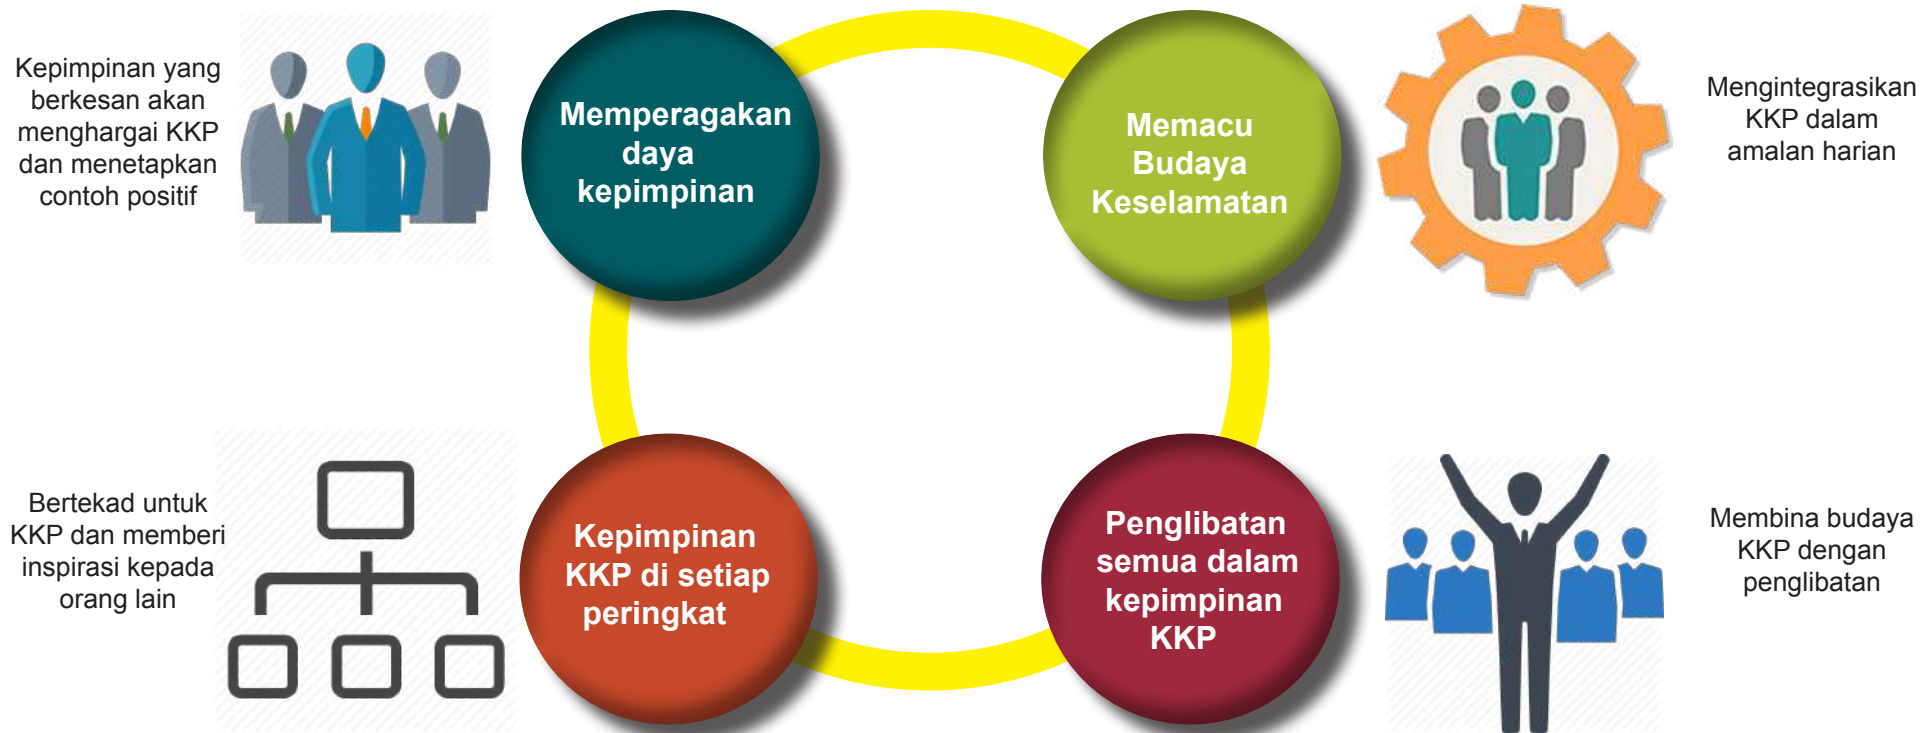 Kepimpinan yang
berkesan akan
menghargai KKP
dan menetapkan
contoh positif
Memperagakan
daya
kepimpinan
Memacu
Budaya
Keselamatan
Mengintegrasikan
KKP dalam
amalan harian
Bertekad untuk
KKP dan memberi
inspirasi kepada
orang lain
Kepimpinan
KKP di setiap
peringkat
Penglibatan
semua dalam
kepimpinan
KKP
Membina budaya
KKP dengan
penglibatan